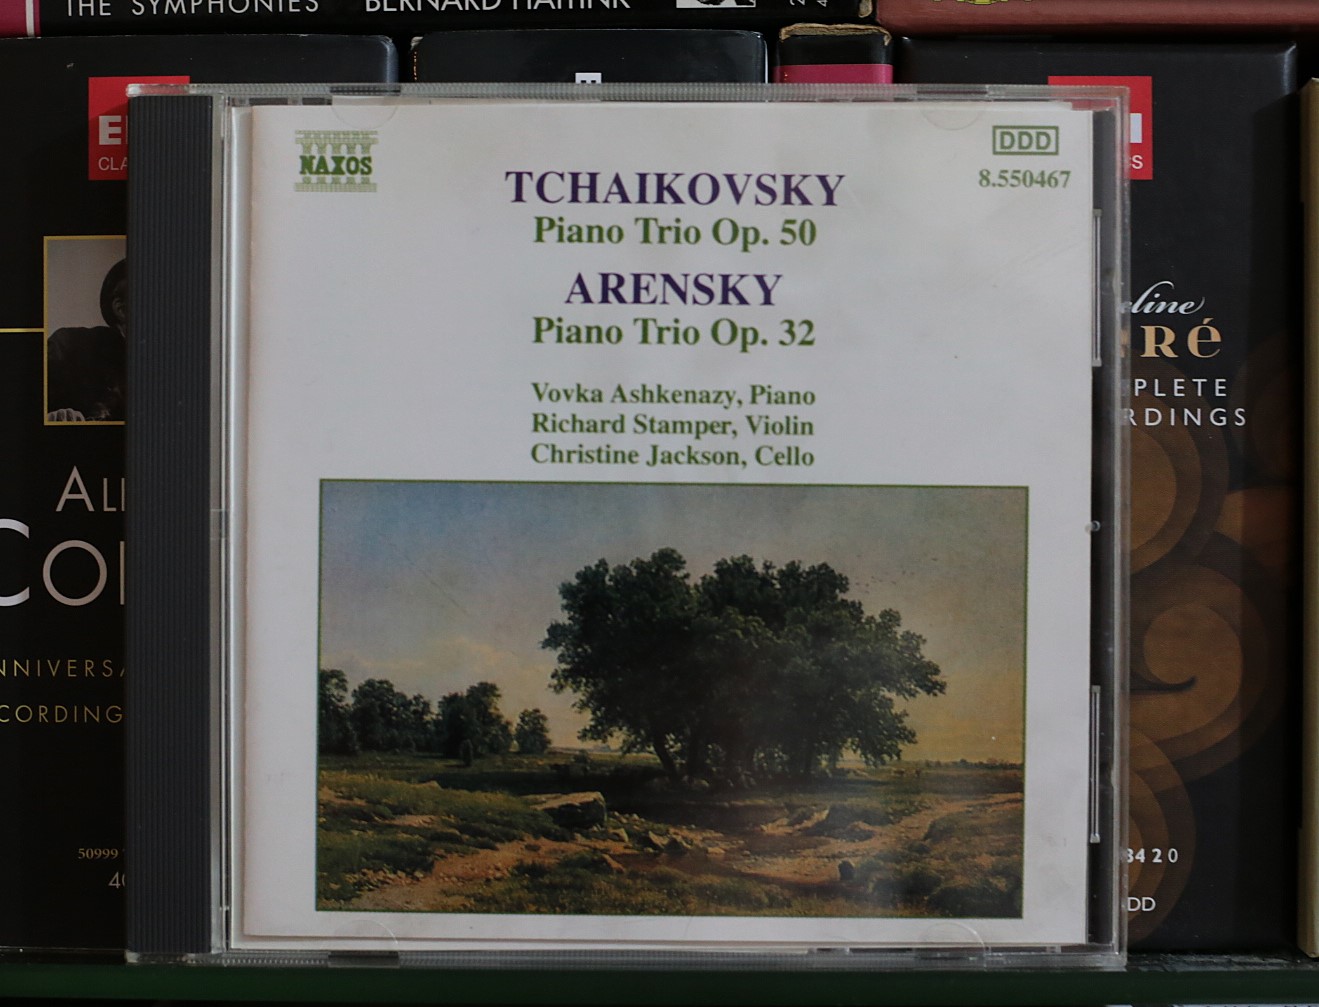 THE SYMPHONIES BERNARD HAITINK
NAXOS
DDD
8.550467
TCHAIKOVSKY
Piano Trio Op. 50
ARENSKY
Piano Trio Op. 32
Vovka Ashkenazy, Piano
Richard Stamper, Violin
Christine Jackson, Cello
50999